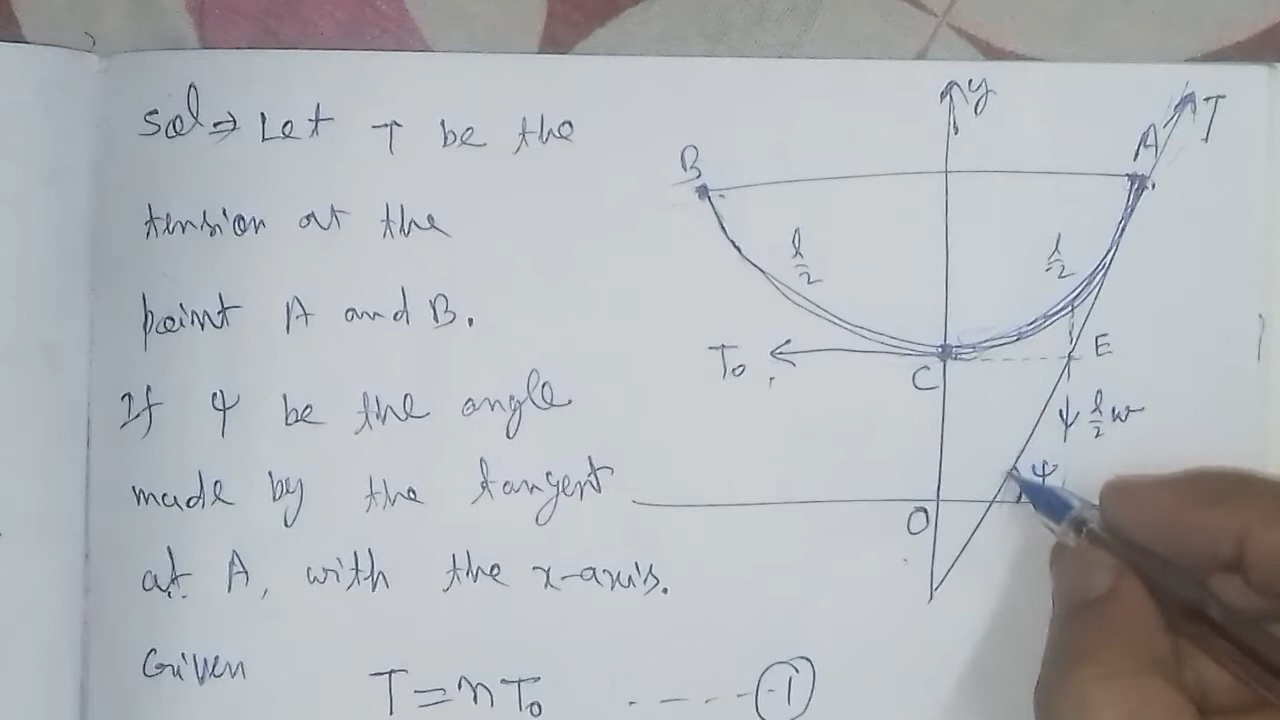 Sol⇒ Let T be the
tension at the
point A and B.
If ψ be the angle
made by the tangent
at A, with the x-axis.
Given
T = nT₀ ----- ①
y
T
A
B
l/2
l/2
T₀
C
E
l/2 w
ψ
O